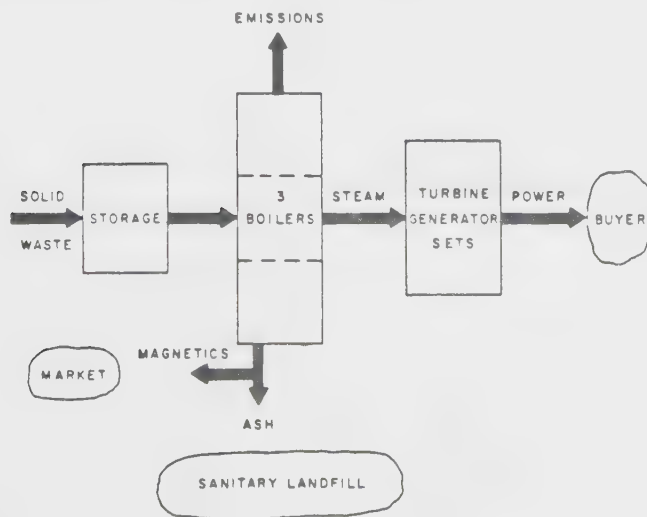 EMISSIONS
SOLID
WASTE
STORAGE
3
BOILERS
STEAM
TURBINE
GENERATOR
SETS
POWER
BUYER
MAGNETICS
MARKET
ASH
SANITARY LANDFILL